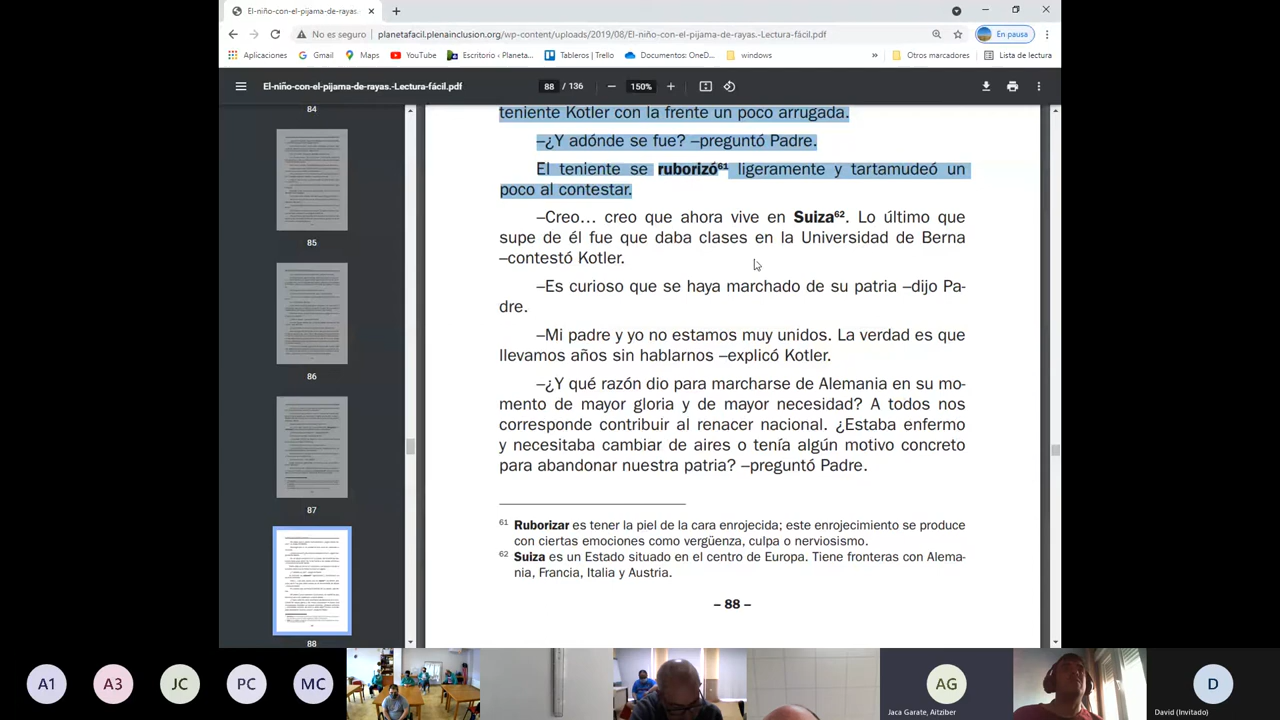 El-niño-con-el-pijama-de-rayas.
No es seguro
planetafacil.plenainclusion.org/wp-content/uploads/2019/08/El-niño-con-el-pijama-de-rayas.-Lectura-fácil.pdf
En pausa
Aplicaciones
Gmail
Maps
YouTube
Escritorio ‹ Planeta...
Tableros | Trello
Documentos: OneD...
windows
Otros marcadores
Lista de lectura
El-niño-con-el-pijama-de-rayas.-Lectura-fácil.pdf
88 / 136
150%
84
85
86
87
88
teniente Kotler con la frente un poco arrugada.
–¿Y adónde se fue? –preguntó Padre.
El teniente se ruborizó61 ligeramente y tartamudeó un
poco al contestar.
–Creo… creo que ahora vive en Suiza62. Lo último que
supe de él fue que daba clases en la Universidad de Berna
–contestó Kotler.
–Es curioso que se haya marchado de su patria –dijo Pa-
dre.
–Mi padre y yo no estamos muy unidos. La verdad es que
llevamos años sin hablarnos –explicó Kotler.
–¿Y qué razón dio para marcharse de Alemania en su mo-
mento de mayor gloria y de mayor necesidad? A todos nos
corresponde contribuir al renacer nacional. ¿Estaba enfermo
y necesitaba cambiar de aires o tenía algún motivo concreto
para abandonar nuestra patria? –preguntó Padre.
61 Ruborizar es tener la piel de la cara enrojecida; este enrojecimiento se produce
con ciertas emociones como vergüenza, culpa o nerviosismo.
62 Suiza es un estado situado en el centro de Europa. Tiene fronteras con Alema-
nia, Francia, Italia y Austria.
– 88 –
A1
A3
JC
PC
MC
AG
Jaca Garate, Aitziber
D
David (Invitado)